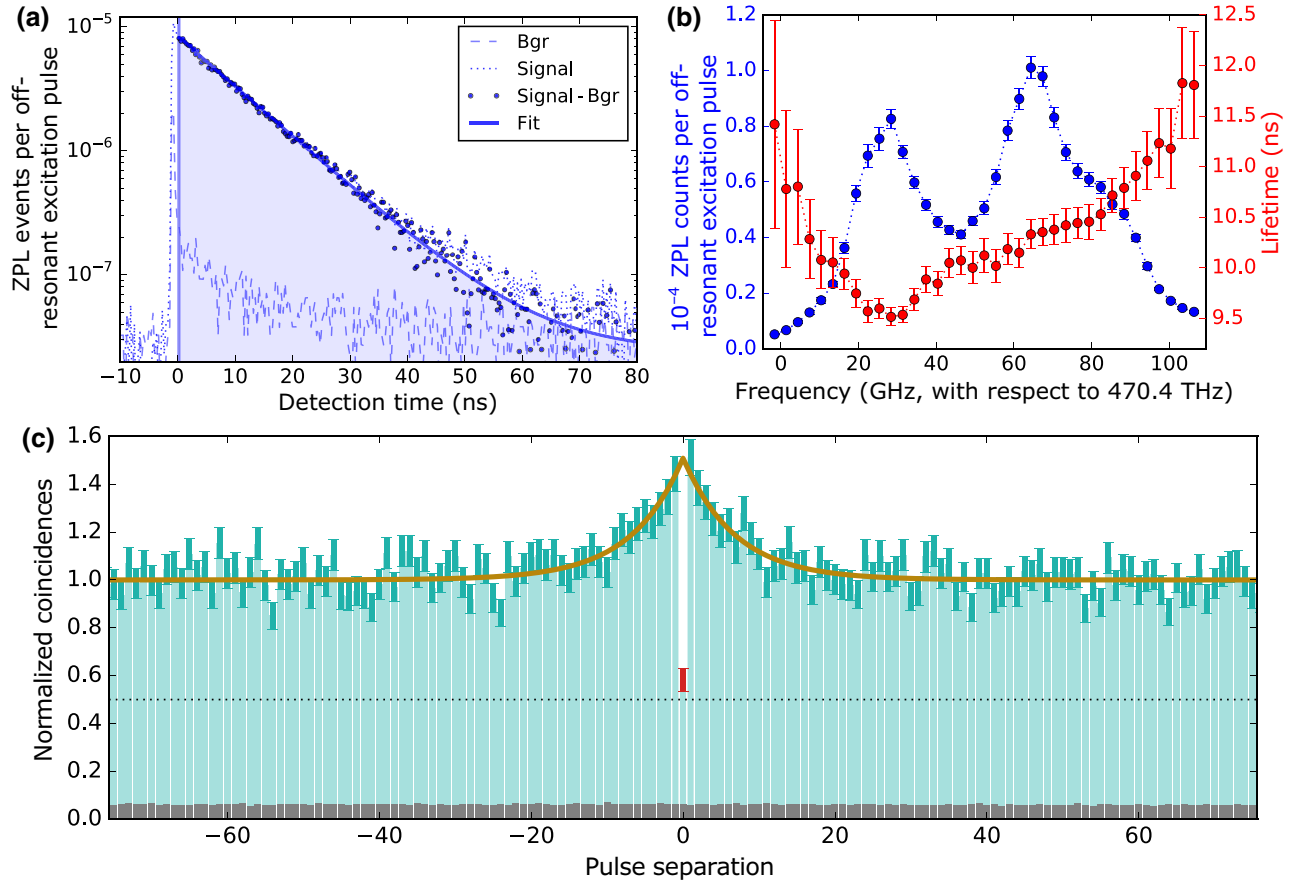 (a)
ZPL events per off-
resonant excitation pulse
10⁻⁵
10⁻⁶
10⁻⁷
Bgr
Signal
Signal - Bgr
Fit
−10 0 10 20 30 40 50 60 70 80
Detection time (ns)
(b)
10⁻⁴ ZPL counts per off-
resonant excitation pulse
1.2
1.0
0.8
0.6
0.4
0.2
0.0
0 20 40 60 80 100
Frequency (GHz, with respect to 470.4 THz)
12.5
12.0
11.5
11.0
10.5
10.0
9.5
Lifetime (ns)
(c)
Normalized coincidences
1.6
1.4
1.2
1.0
0.8
0.6
0.4
0.2
0.0
−60 −40 −20 0 20 40 60
Pulse separation